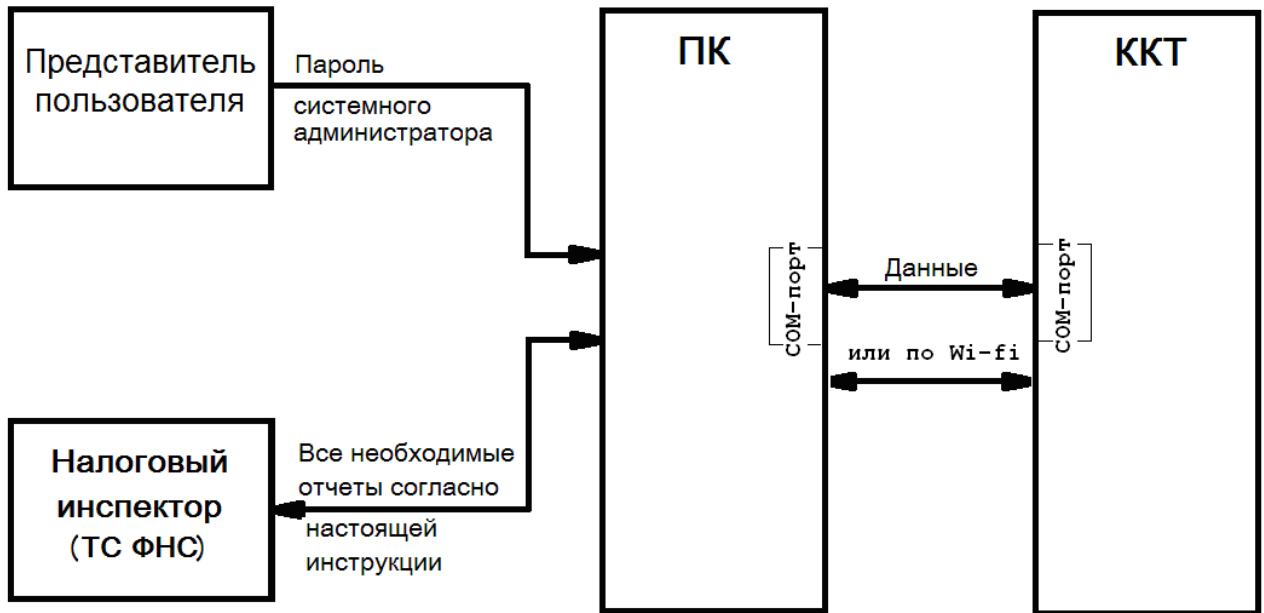 Представитель
пользователя
Пароль
системного
администратора
ПК
ККТ
COM-порт
Данные
COM-порт
или по Wi-fi
Налоговый
инспектор
(ТС ФНС)
Все необходимые
отчеты согласно
настоящей
инструкции